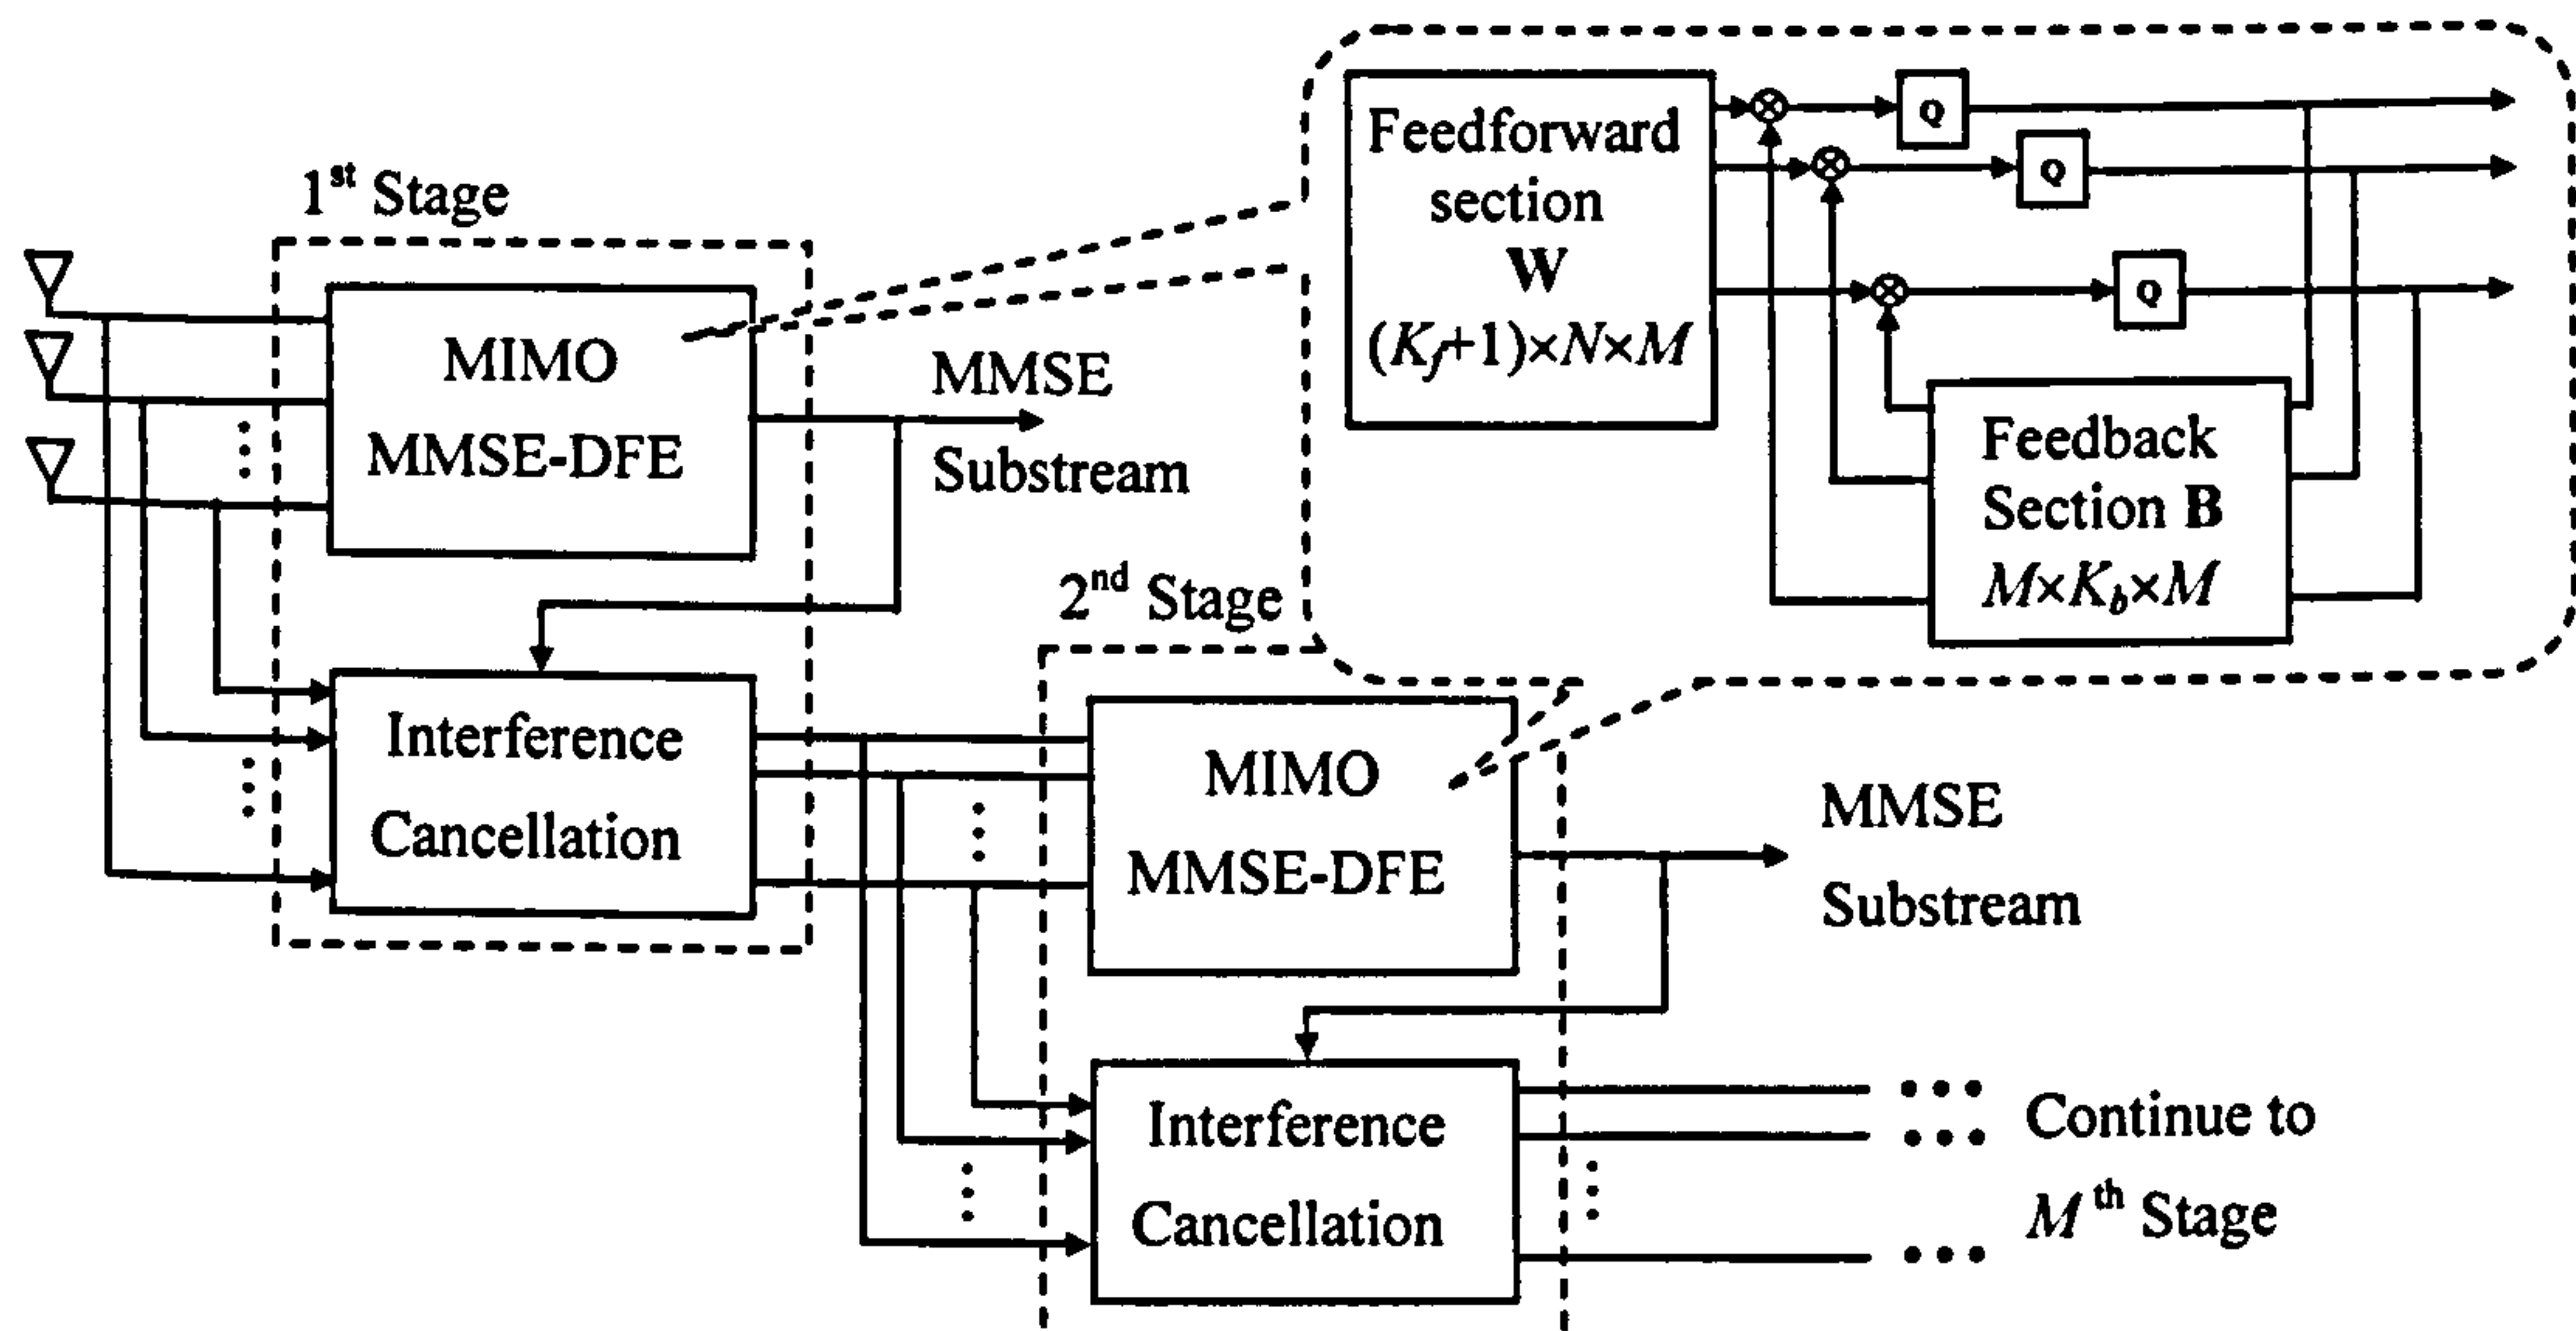 1st Stage
MIMO
MMSE-DFE
MMSE
Substream
Interference
Cancellation
2nd Stage
MIMO
MMSE-DFE
MMSE
Substream
Interference
Cancellation
Continue to
M th Stage
Feedforward
section
W
(Kf+1)×N×M
Q
Q
Q
Feedback
Section B
M×Kb×M